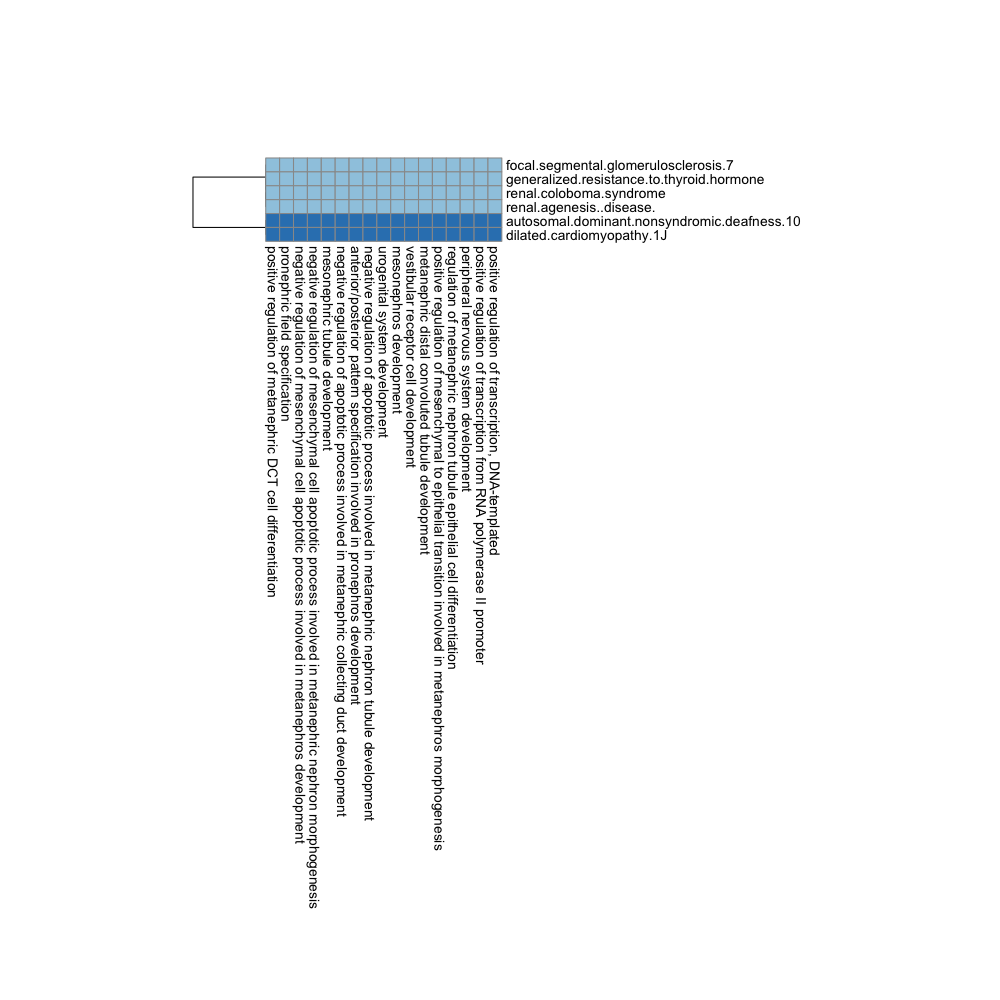 focal.segmental.glomerulosclerosis.7
generalized.resistance.to.thyroid.hormone
renal.coloboma.syndrome
renal.agenesis..disease.
autosomal.dominant.nonsyndromic.deafness.10
dilated.cardiomyopathy.1J
positive regulation of metanephric DCT cell differentiation
pronephric field specification
negative regulation of mesenchymal cell apoptotic process involved in metanephros development
negative regulation of mesenchymal cell apoptotic process involved in metanephric nephron morphogenesis
mesonephric tubule development
negative regulation of apoptotic process involved in metanephric collecting duct development
anterior/posterior pattern specification involved in pronephros development
negative regulation of apoptotic process involved in metanephric nephron tubule development
urogenital system development
mesonephros development
vestibular receptor cell development
metanephric distal convoluted tubule development
positive regulation of mesenchymal to epithelial transition involved in metanephros morphogenesis
regulation of metanephric nephron tubule epithelial cell differentiation
peripheral nervous system development
positive regulation of transcription from RNA polymerase II promoter
positive regulation of transcription, DNA-templated